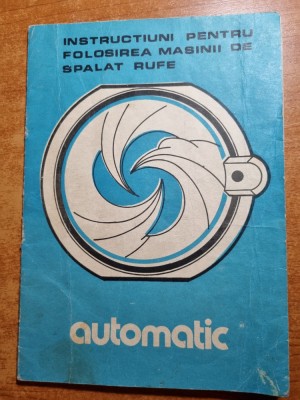 INSTRUCTIUNI PENTRU
FOLOSIREA MASINII DE
SPALAT RUFE
automatic